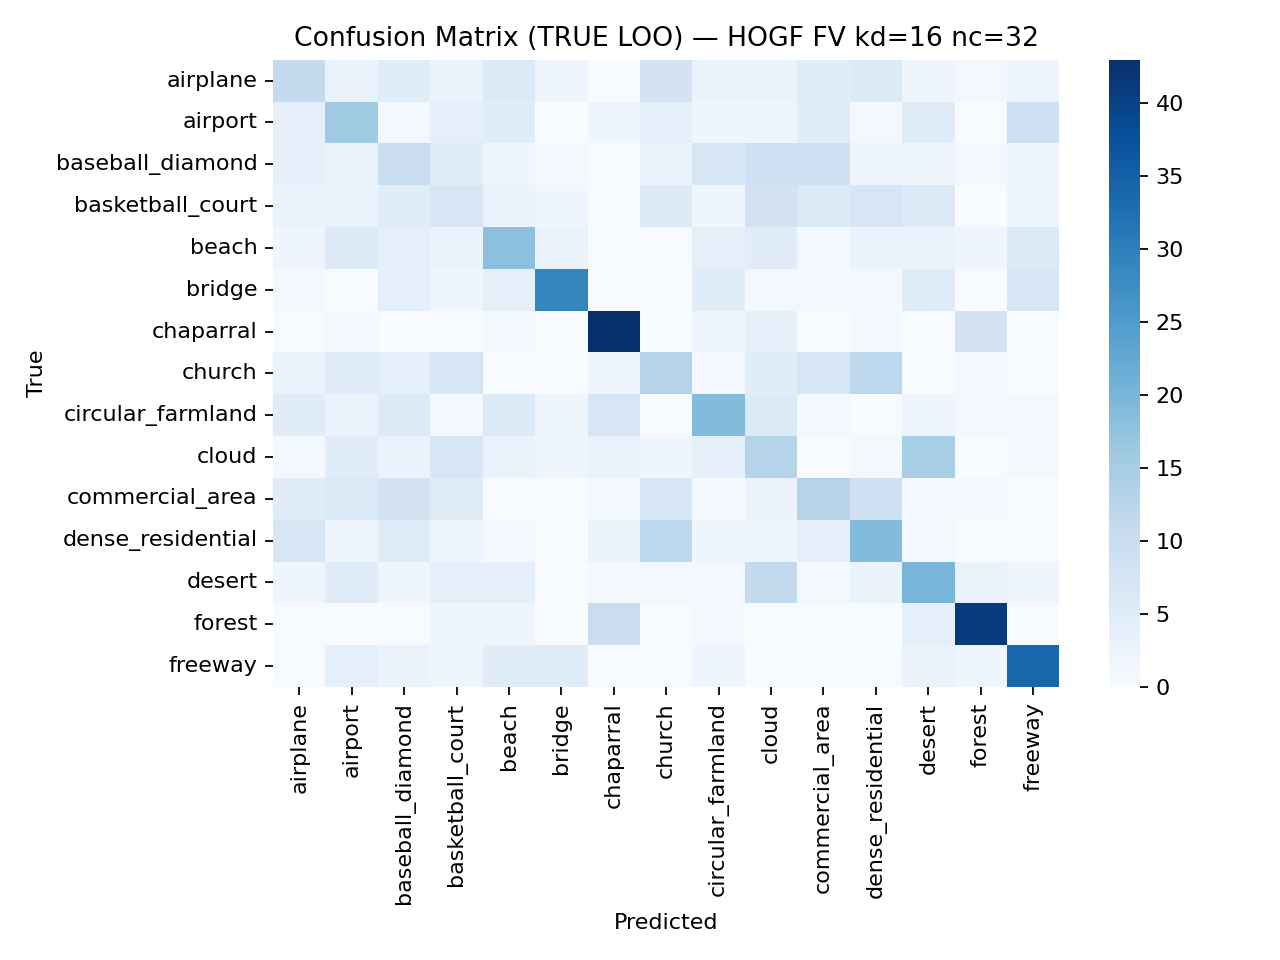 Confusion Matrix (TRUE LOO) — HOGF FV kd=16 nc=32
True
airplane
airport
baseball_diamond
basketball_court
beach
bridge
chaparral
church
circular_farmland
cloud
commercial_area
dense_residential
desert
forest
freeway
airplane
airport
baseball_diamond
basketball_court
beach
bridge
chaparral
church
circular_farmland
cloud
commercial_area
dense_residential
desert
forest
freeway
Predicted
40
35
30
25
20
15
10
5
0